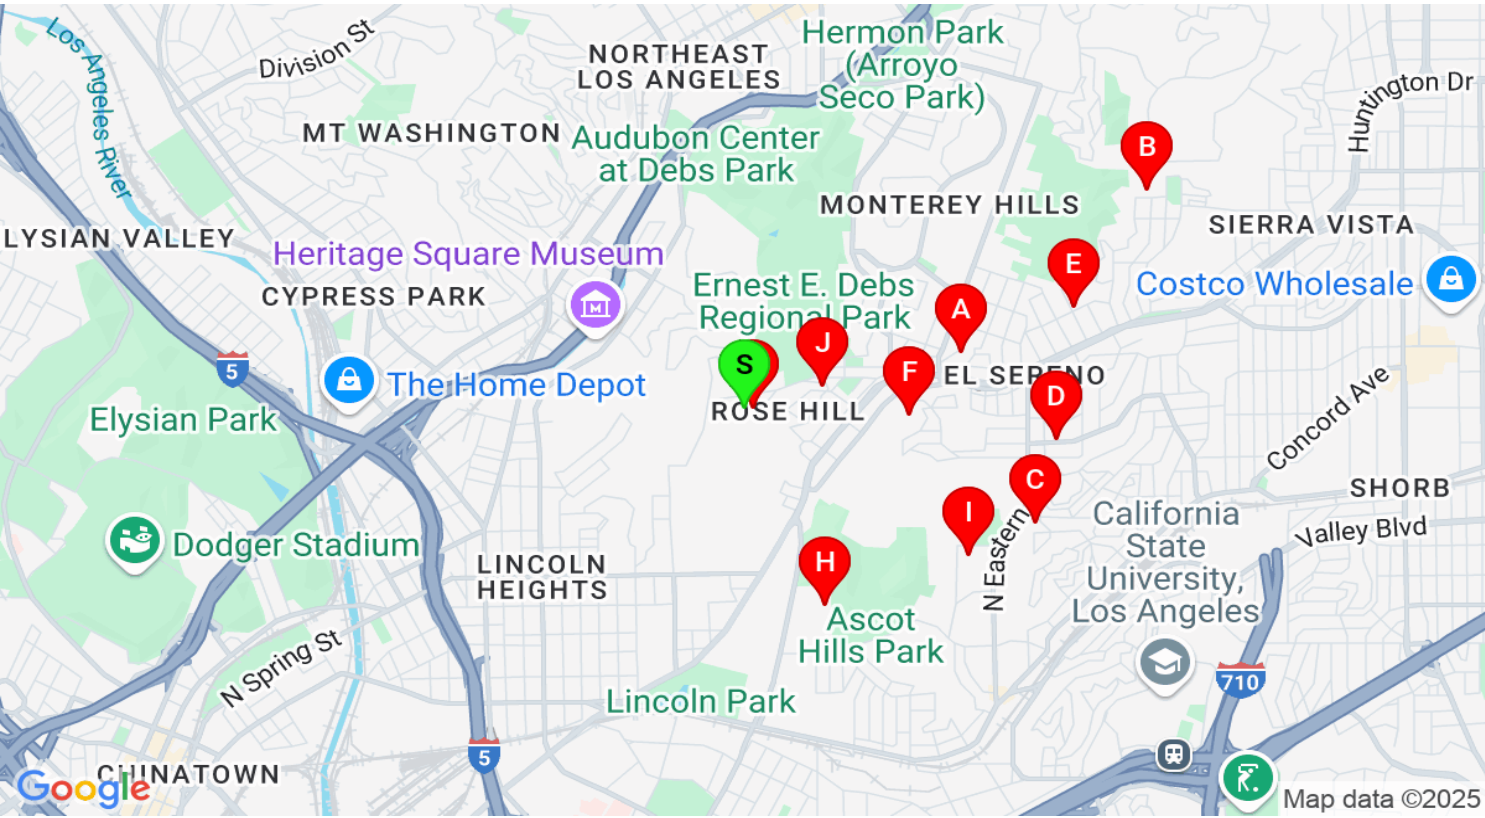 Los Angeles River
Division St
NORTHEAST
LOS ANGELES
Hermon Park
(Arroyo
Seco Park)
Huntington Dr
MT WASHINGTON
Audubon Center
at Debs Park
B
MONTEREY HILLS
SIERRA VISTA
LYSIAN VALLEY
Heritage Square Museum
M
CYPRESS PARK
Ernest E. Debs
Regional Park
E
Costco Wholesale
A
J
S
5
The Home Depot
F
EL SERENO
D
ROSE HILL
Elysian Park
Concord Ave
C
SHORB
I
N Eastern
California
State
University,
Los Angeles
Valley Blvd
Dodger Stadium
LINCOLN
HEIGHTS
H
Ascot
Hills Park
N Spring St
Lincoln Park
710
5
CHINATOWN
Google
Map data ©2025